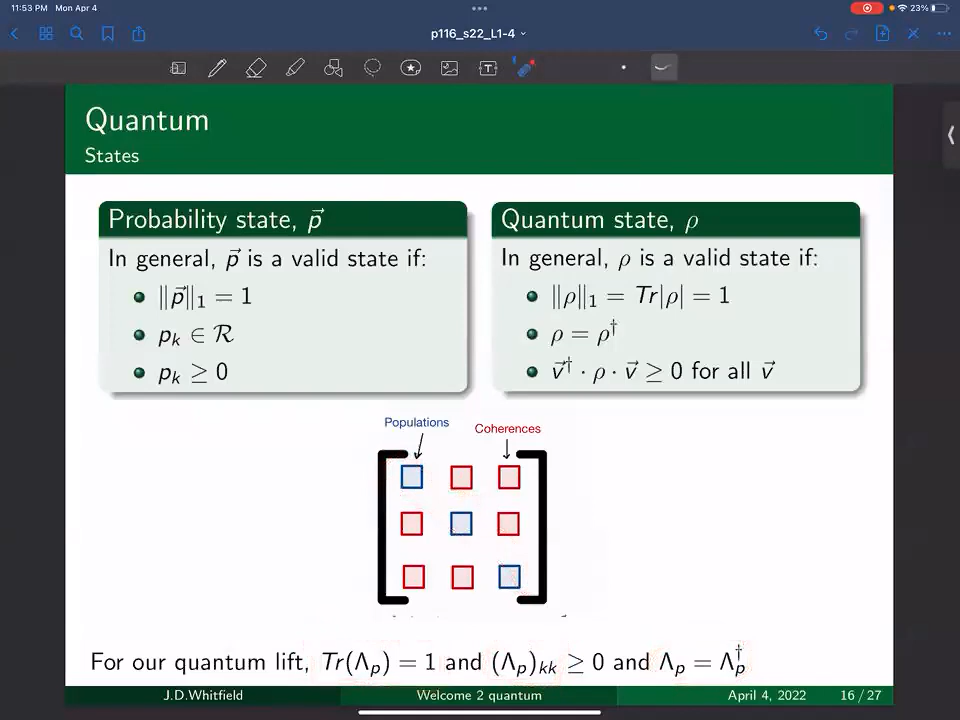 11:53 PM Mon Apr 4
23%
p116_s22_L1-4
Quantum
States
Probability state, p⃗
In general, p⃗ is a valid state if:
‖p⃗‖₁ = 1
pₖ ∈ ℛ
pₖ ≥ 0
Quantum state, ρ
In general, ρ is a valid state if:
‖ρ‖₁ = Tr|ρ| = 1
ρ = ρ†
v⃗† · ρ · v⃗ ≥ 0 for all v⃗
Populations
Coherences
For our quantum lift, Tr(Λₚ) = 1 and (Λₚ)ₖₖ ≥ 0 and Λₚ = Λₚ†
J.D.Whitfield Welcome 2 quantum April 4, 2022 16 / 27